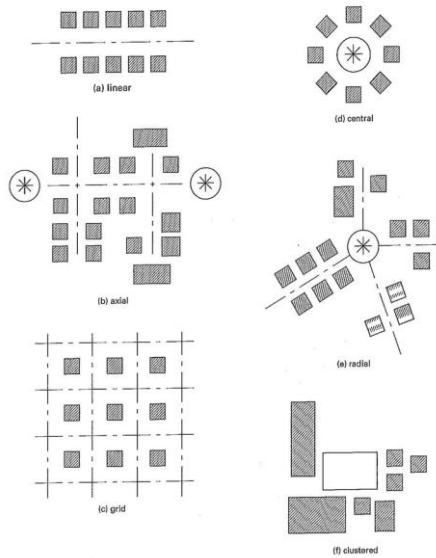 (a) linear
(b) axial
(c) grid
(d) central
(e) radial
(f) clustered